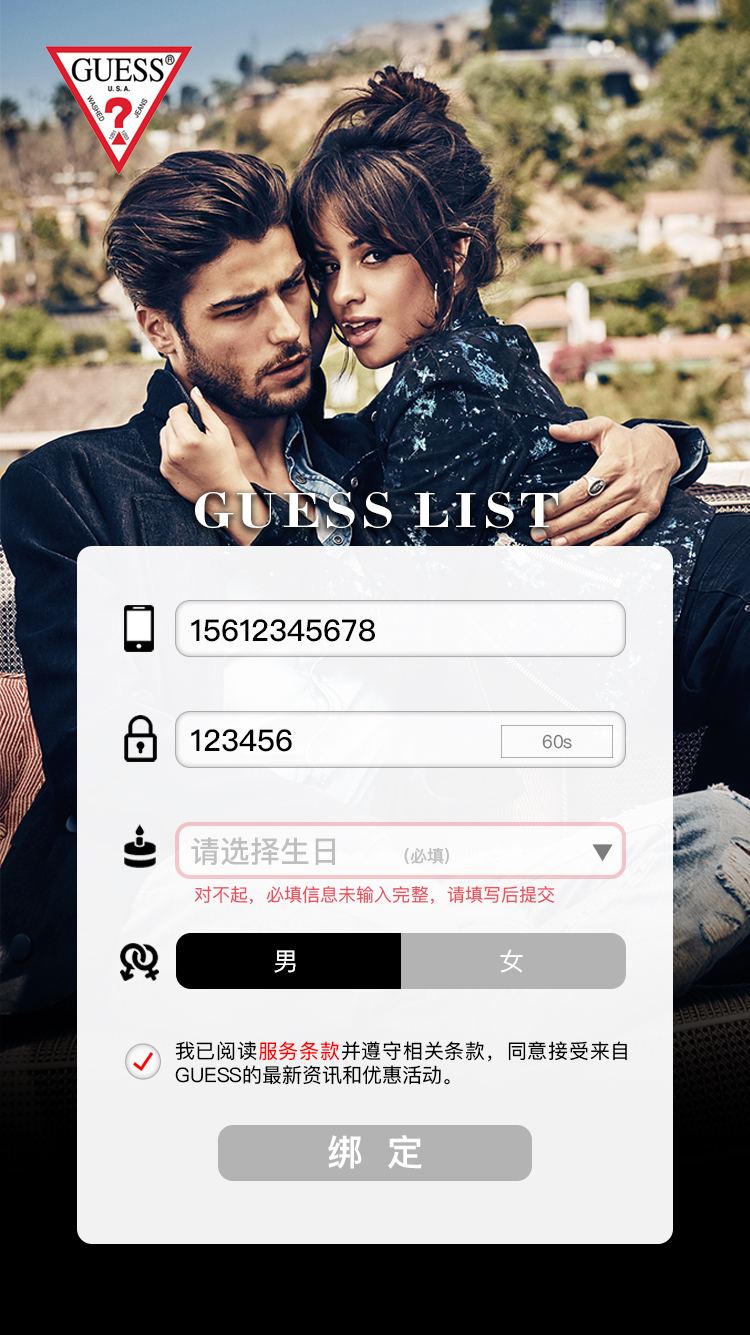 GUESS®
U.S.A.
WASHED
?
JEANS
GUESS LIST
15612345678
123456
60s
请选择生日 (必填)
对不起，必填信息未输入完整，请填写后提交
男 女
我已阅读服务条款并遵守相关条款，同意接受来自
GUESS的最新资讯和优惠活动。
绑 定